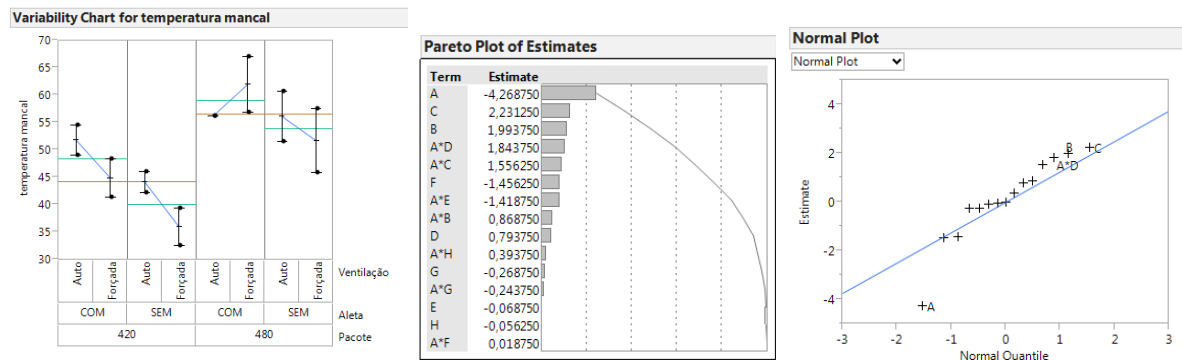 Variability Chart for temperatura mancal
70
65
60
55
50
45
40
35
30
temperatura mancal
Auto Forçada Auto Forçada Auto Forçada Auto Forçada Ventilação
COM SEM COM SEM Aleta
420 480 Pacote
Pareto Plot of Estimates
Term Estimate
A -4,268750
C 2,231250
B 1,993750
A*D 1,843750
A*C 1,556250
F -1,456250
A*E -1,418750
A*B 0,868750
D 0,793750
A*H 0,393750
G -0,268750
A*G -0,243750
E -0,068750
H -0,056250
A*F 0,018750
Normal Plot
Normal Plot
4
2
0
-2
-4
Estimate
B
C
A*D
A
-3 -1 0 1 2 3
Normal Quantile